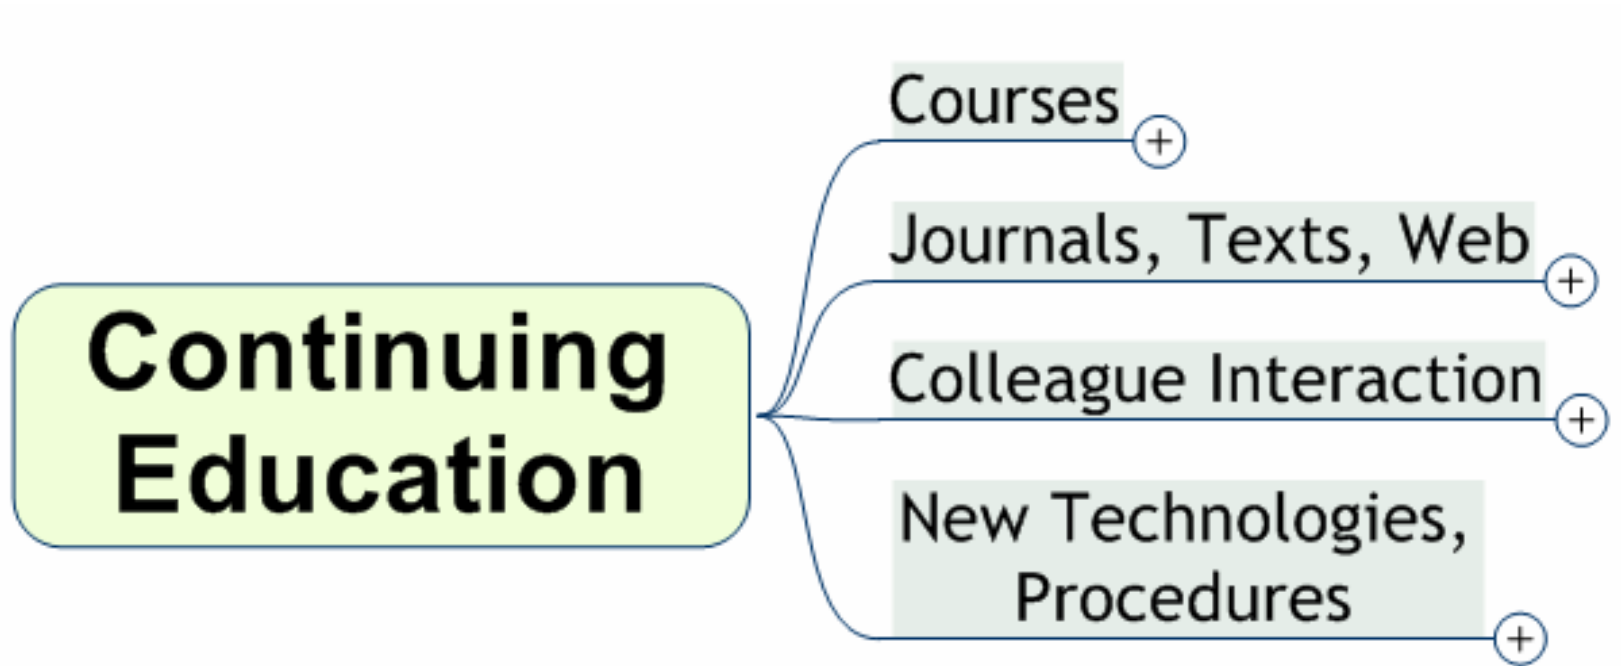 Continuing
Education
Courses
Journals, Texts, Web
Colleague Interaction
New Technologies,
Procedures